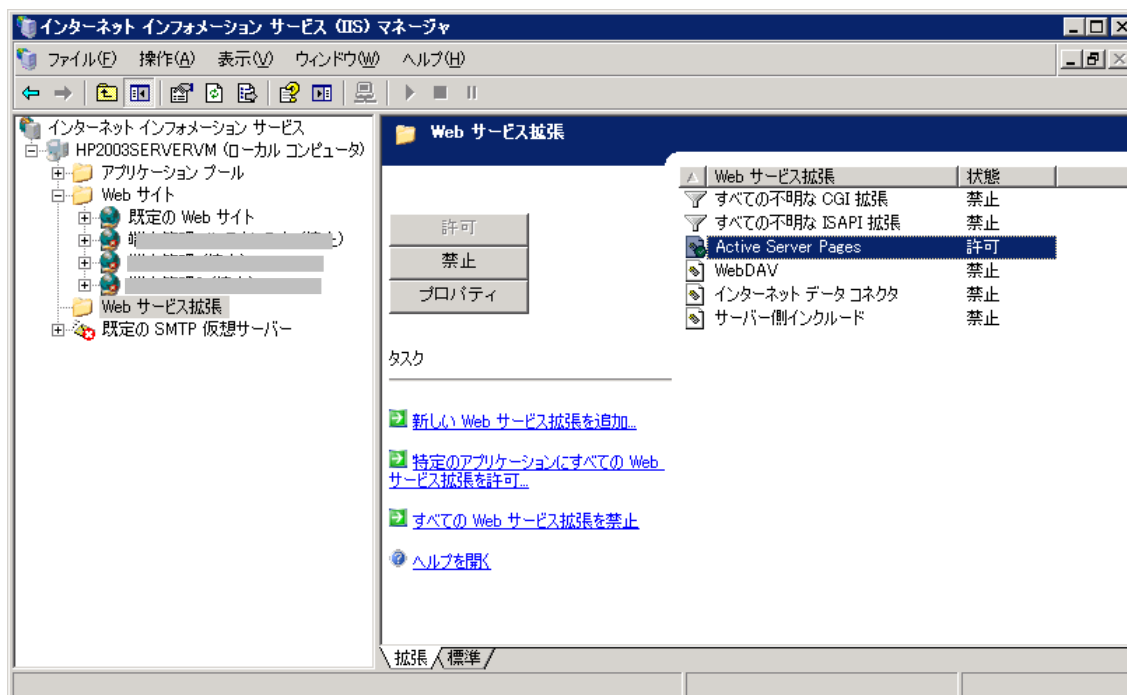 インターネット インフォメーション サービス (IIS) マネージャ
ファイル(F) 操作(A) 表示(V) ウィンドウ(W) ヘルプ(H)
インターネット インフォメーション サービス
HP2003SERVERVM (ローカル コンピュータ)
アプリケーション プール
Web サイト
既定の Web サイト
Web サービス拡張
既定の SMTP 仮想サーバー
Web サービス拡張
許可
禁止
プロパティ
タスク
新しい Web サービス拡張を追加...
特定のアプリケーションにすべての Web
サービス拡張を許可...
すべての Web サービス拡張を禁止
ヘルプを開く
Web サービス拡張 状態
すべての不明な CGI 拡張 禁止
すべての不明な ISAPI 拡張 禁止
Active Server Pages 許可
WebDAV 禁止
インターネット データ コネクタ 禁止
サーバー側インクルード 禁止
拡張 標準